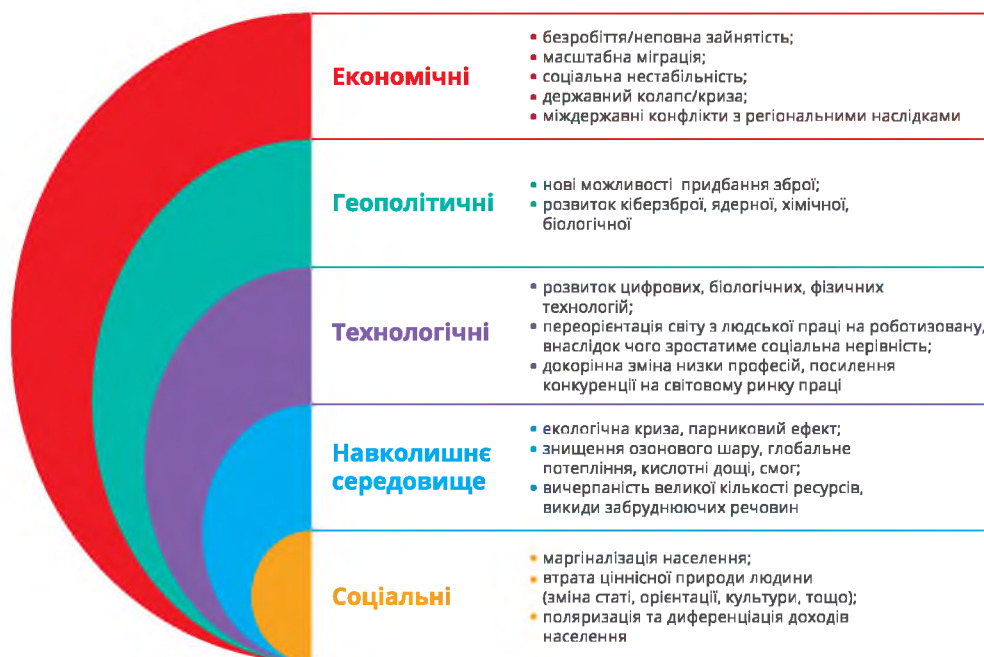 Економічні
• безробіття/неповна зайнятість;
• масштабна міграція;
• соціальна нестабільність;
• державний колапс/криза;
• міждержавні конфлікти з регіональними наслідками
Геополітичні
• нові можливості придбання зброї;
• розвиток кіберзброї, ядерної, хімічної,
біологічної
Технологічні
• розвиток цифрових, біологічних, фізичних
технологій;
• переорієнтація світу з людської праці на роботизовану,
внаслідок чого зростатиме соціальна нерівність;
• докорінна зміна низки професій, посилення
конкуренції на світовому ринку праці
Навколишнє
середовище
• екологічна криза, парниковий ефект;
• знищення озонового шару, глобальне
потепління, кислотні дощі, смог;
• вичерпаність великої кількості ресурсів,
викиди забруднюючих речовин
Соціальні
• маргіналізація населення;
• втрата ціннісної природи людини
(зміна статі, орієнтації, культури, тощо);
• поляризація та диференціація доходів
населення